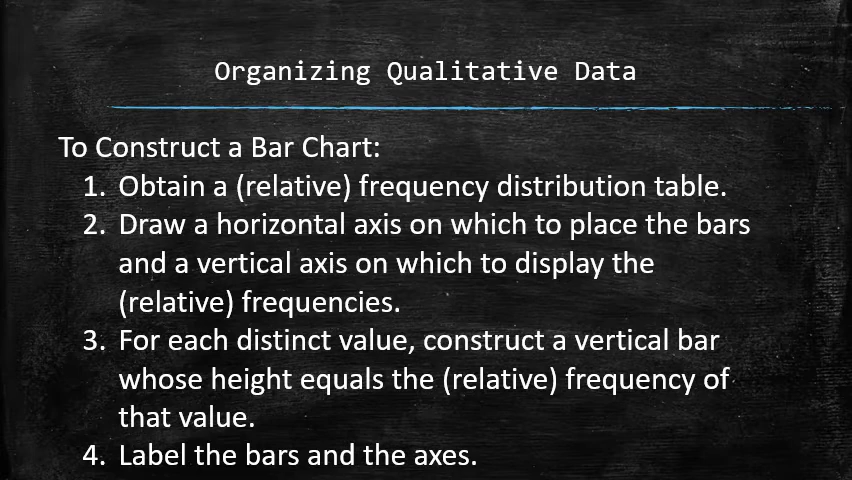 Organizing Qualitative Data
To Construct a Bar Chart:
1. Obtain a (relative) frequency distribution table.
2. Draw a horizontal axis on which to place the bars
and a vertical axis on which to display the
(relative) frequencies.
3. For each distinct value, construct a vertical bar
whose height equals the (relative) frequency of
that value.
4. Label the bars and the axes.